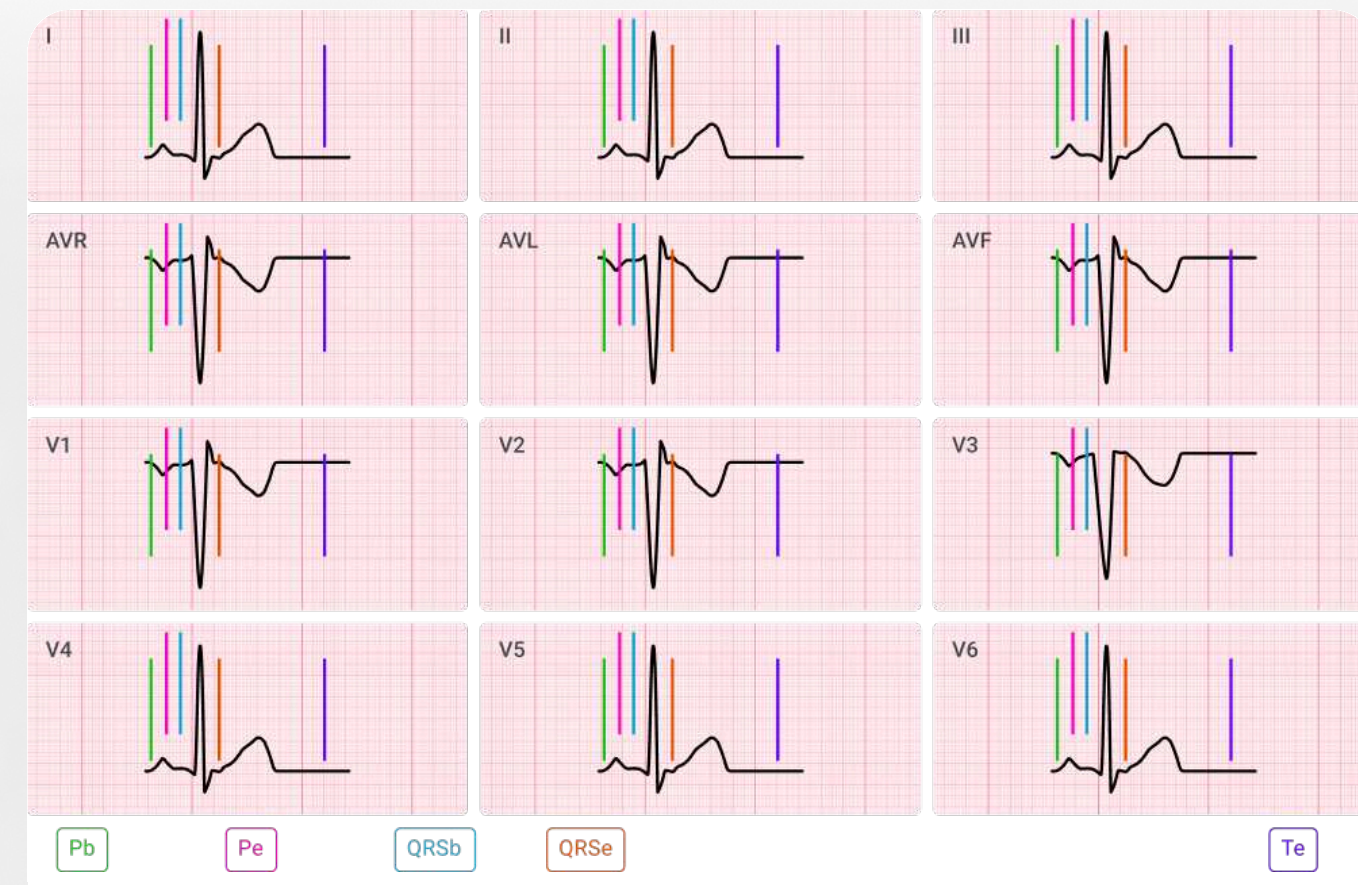 I II III
AVR AVL AVF
V1 V2 V3
V4 V5 V6
Pb Pe QRSb QRSe Te